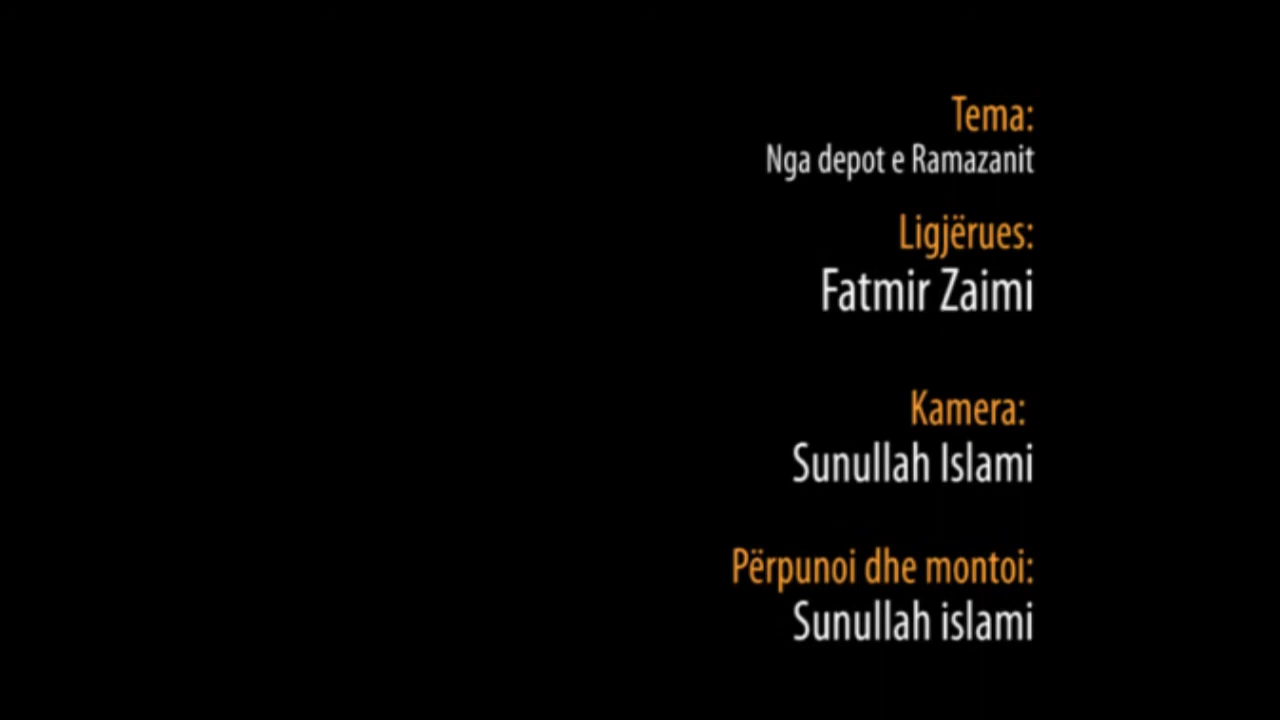 Tema:
Nga depot e Ramazanit
Ligjërues:
Fatmir Zaimi
Kamera:
Sunullah Islami
Përpunoi dhe montoi:
Sunullah islami